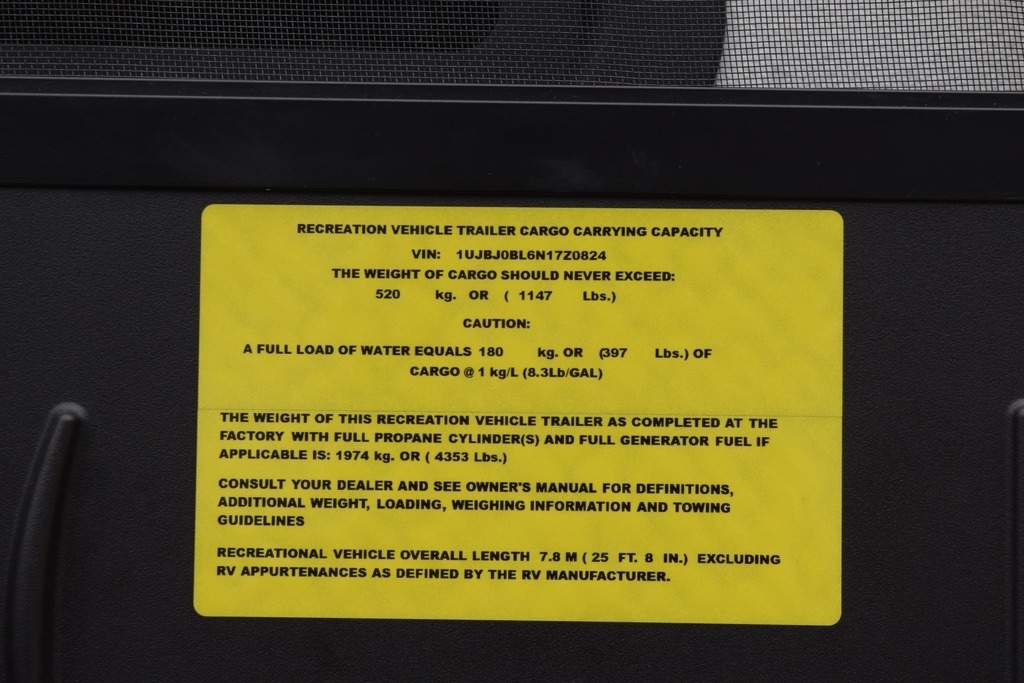 RECREATION VEHICLE TRAILER CARGO CARRYING CAPACITY
VIN: 1UJBJ0BL6N17Z0824
THE WEIGHT OF CARGO SHOULD NEVER EXCEED:
520 kg. OR ( 1147 Lbs.)
CAUTION:
A FULL LOAD OF WATER EQUALS 180 kg. OR (397 Lbs.) OF
CARGO @ 1 kg/L (8.3Lb/GAL)
THE WEIGHT OF THIS RECREATION VEHICLE TRAILER AS COMPLETED AT THE
FACTORY WITH FULL PROPANE CYLINDER(S) AND FULL GENERATOR FUEL IF
APPLICABLE IS: 1974 kg. OR ( 4353 Lbs.)
CONSULT YOUR DEALER AND SEE OWNER'S MANUAL FOR DEFINITIONS,
ADDITIONAL WEIGHT, LOADING, WEIGHING INFORMATION AND TOWING
GUIDELINES
RECREATIONAL VEHICLE OVERALL LENGTH 7.8 M ( 25 FT. 8 IN.) EXCLUDING
RV APPURTENANCES AS DEFINED BY THE RV MANUFACTURER.